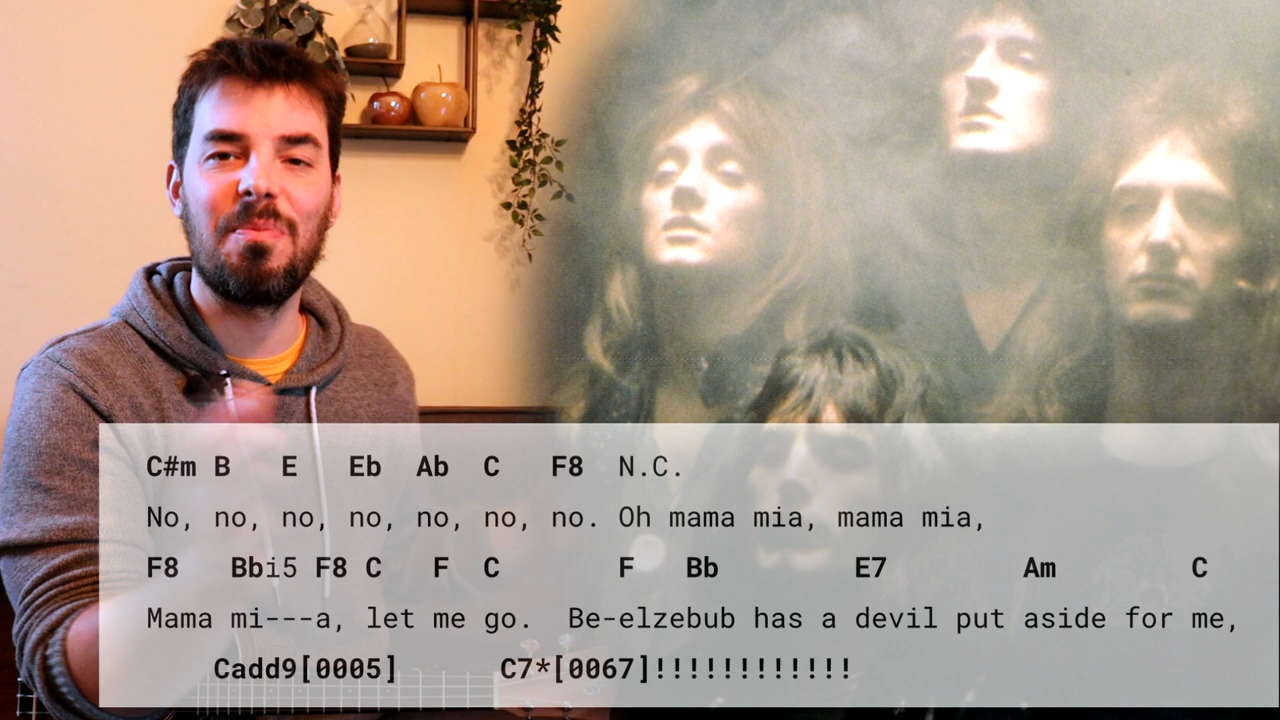 C#m B E Eb Ab C F8 N.C.
No, no, no, no, no, no, no. Oh mama mia, mama mia,
F8 Bbi5 F8 C F C F Bb E7 Am C
Mama mi---a, let me go. Be-elzebub has a devil put aside for me,
Cadd9[0005] C7*[0067]!!!!!!!!!!!!